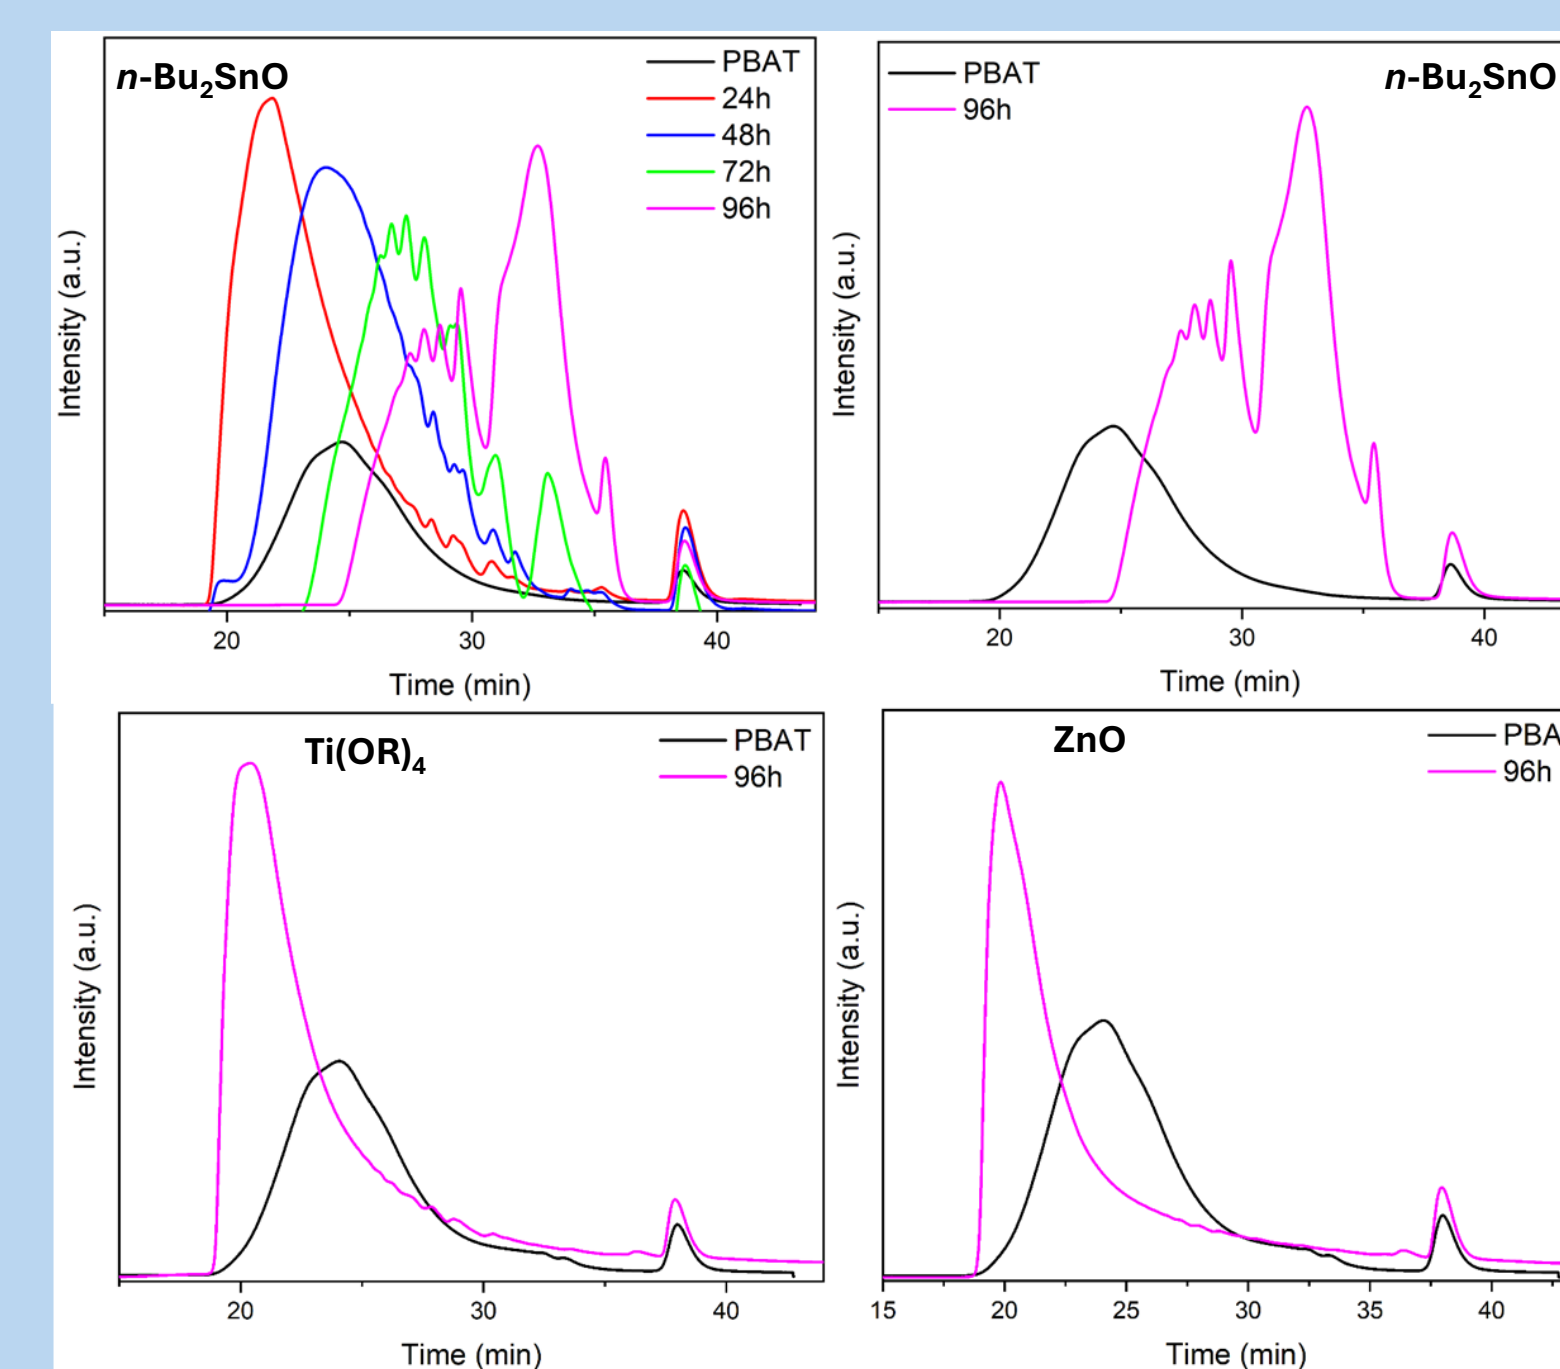 n-Bu2SnO
PBAT
24h
48h
72h
96h
Intensity (a.u.)
20 30 40
Time (min)
n-Bu2SnO
PBAT
96h
Intensity (a.u.)
20 30 40
Time (min)
Ti(OR)4
PBAT
96h
Intensity (a.u.)
20 30 40
Time (min)
ZnO
PBA
96h
Intensity (a.u.)
15 20 25 30 35 40
Time (min)